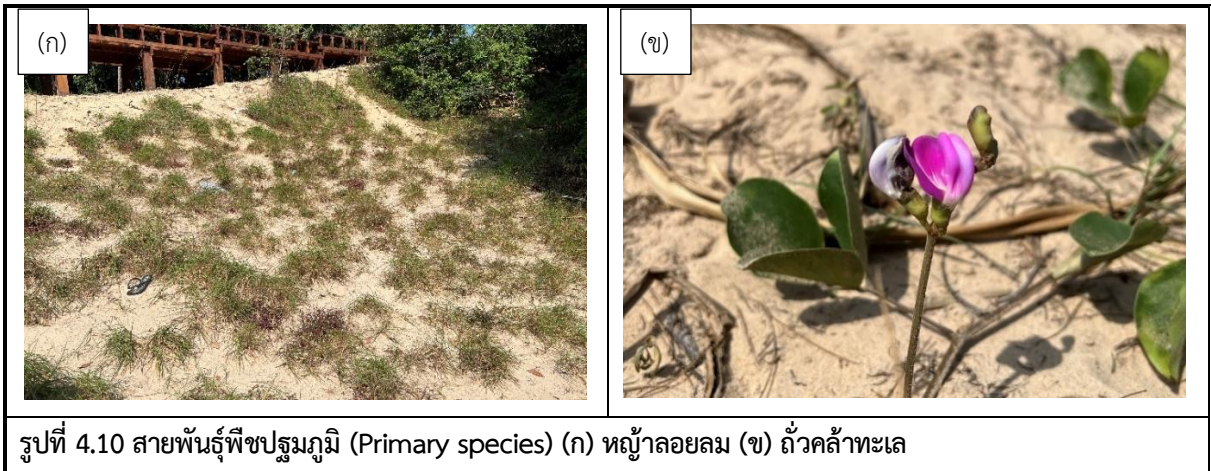 (ก)
(ข)
รูปที่ 4.10 สายพันธุ์พืชปฐมภูมิ (Primary species) (ก) หญ้าลอยลม (ข) ถั่วคล้าทะเล